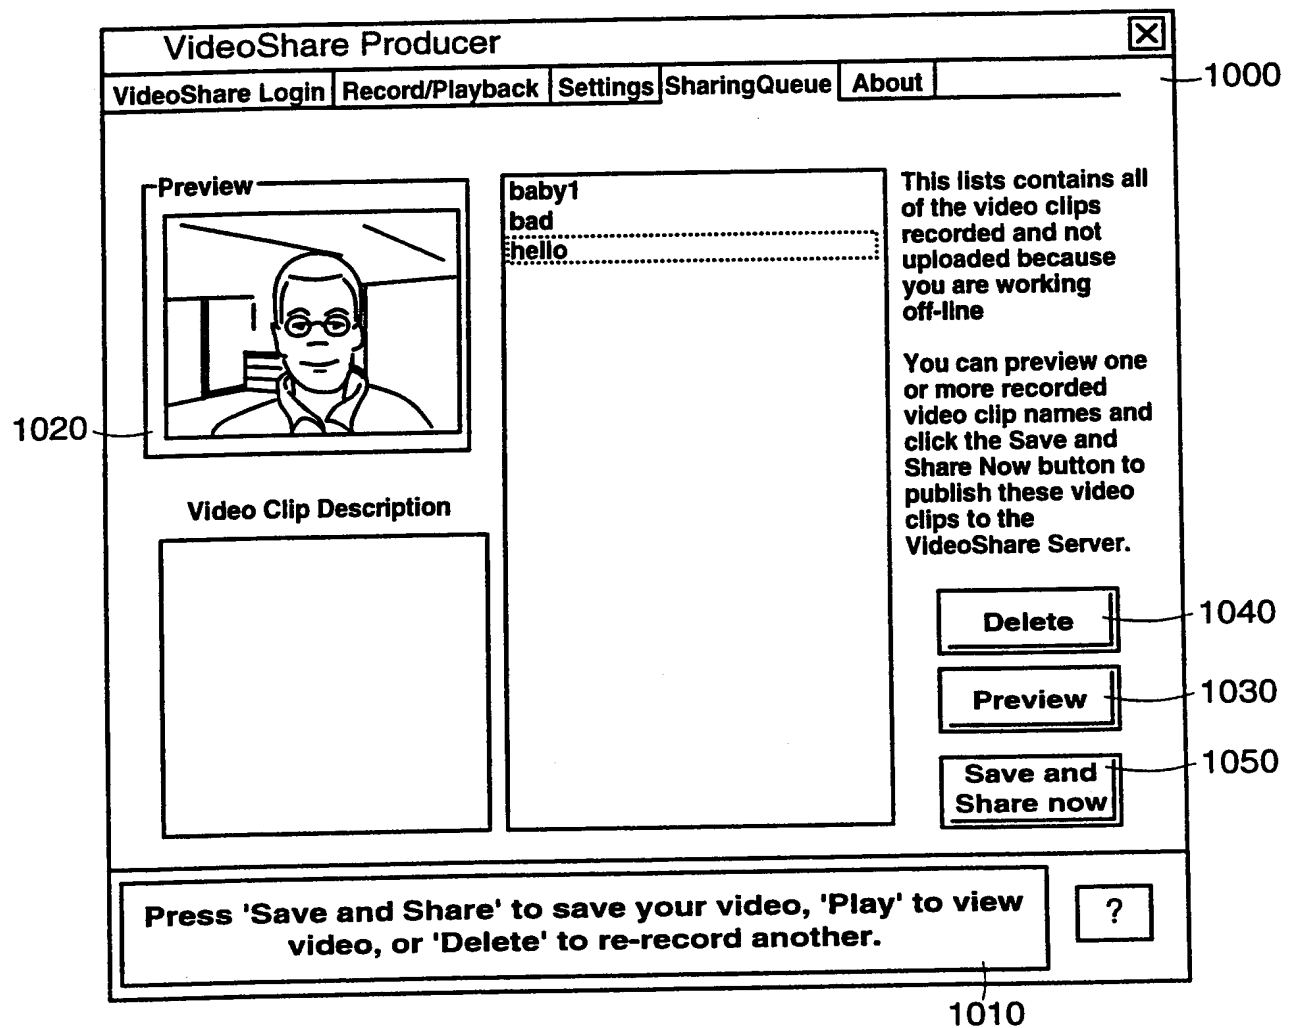 VideoShare Producer
1000
VideoShare Login
Record/Playback
Settings
SharingQueue
About
Preview
baby1
bad
hello
This lists contains all
of the video clips
recorded and not
uploaded because
you are working
off-line
You can preview one
or more recorded
video clip names and
click the Save and
Share Now button to
publish these video
clips to the
VideoShare Server.
1020
Video Clip Description
Delete
1040
Preview
1030
Save and
Share now
1050
Press 'Save and Share' to save your video, 'Play' to view
video, or 'Delete' to re-record another.
?
1010